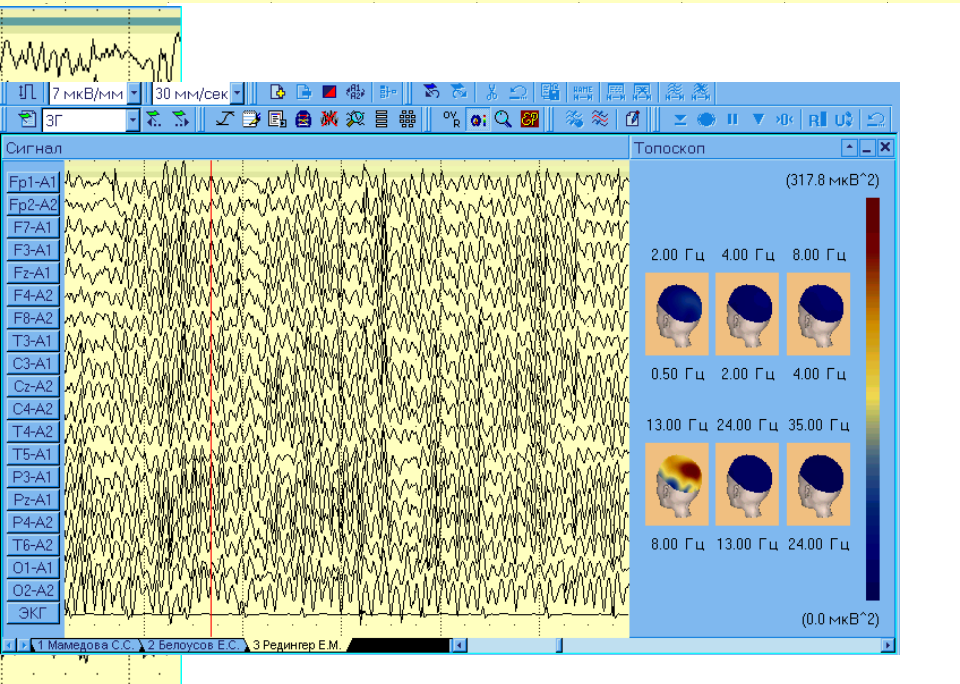 7 мкВ/мм 30 мм/сек
ЗГ
Сигнал Топоскоп
(317.8 мкВ^2)
Fp1-A1
Fp2-A2
F7-A1
F3-A1
Fz-A1
F4-A2
F8-A2
T3-A1
C3-A1
Cz-A2
C4-A2
T4-A2
T5-A1
P3-A1
Pz-A1
P4-A2
T6-A2
O1-A1
O2-A2
ЭКГ
2.00 Гц 4.00 Гц 8.00 Гц
0.50 Гц 2.00 Гц 4.00 Гц
13.00 Гц 24.00 Гц 35.00 Гц
8.00 Гц 13.00 Гц 24.00 Гц
(0.0 мкВ^2)
1 Мамедова С.С. 2 Белоусов Е.С. 3 Редингер Е.М.